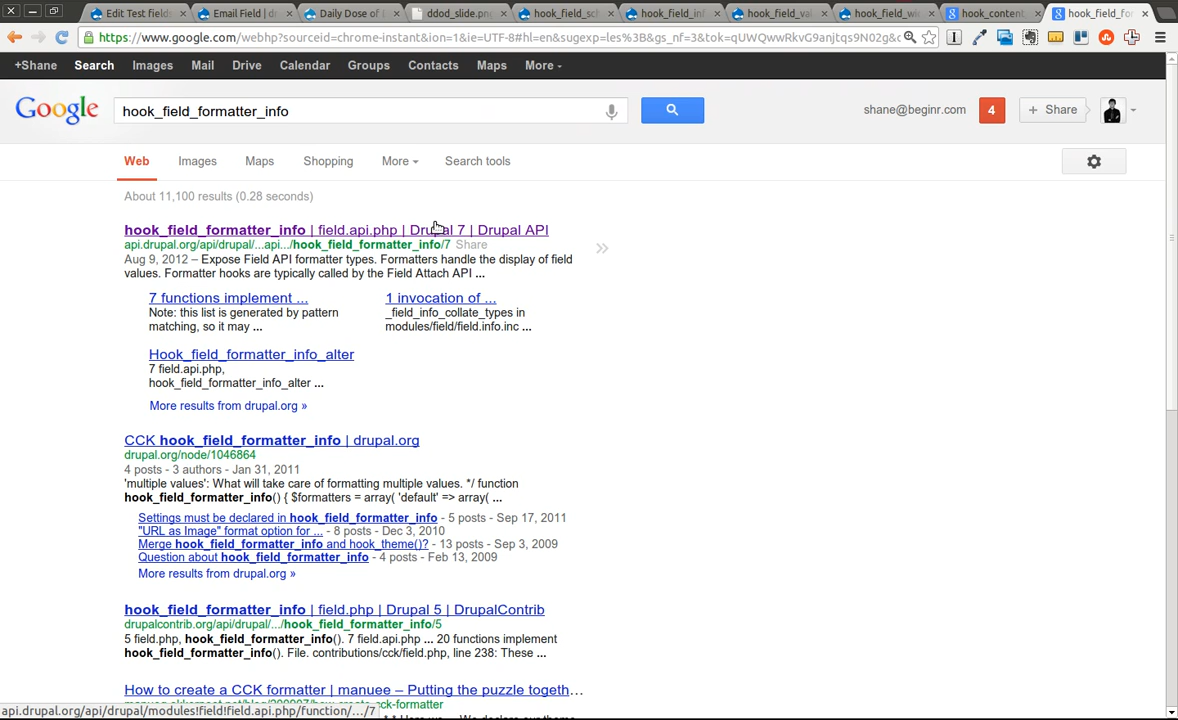 Edit Test fields
Email Field | d
Daily Dose of
ddod_slide.png
hook_field_sc
hook_field_in
hook_field_va
hook_field_wi
hook_conten
hook_field_fo
https://www.google.com/webhp?sourceid=chrome-instant&ion=1&ie=UTF-8#hl=en&sugexp=les%3B&gs_nf=3&tok=qUWQwwRkvG9anjtqs9N02g&c
+Share Search Images Mail Drive Calendar Groups Contacts Maps More
Google hook_field_formatter_info shane@beginr.com 4 + Share
Web Images Maps Shopping More Search tools
About 11,100 results (0.28 seconds)
hook_field_formatter_info | field.api.php | Drupal 7 | Drupal API
api.drupal.org/api/drupal/...api.../hook_field_formatter_info/7 Share
Aug 9, 2012 – Expose Field API formatter types. Formatters handle the display of field
values. Formatter hooks are typically called by the Field Attach API ...
7 functions implement ...
Note: this list is generated by pattern
matching, so it may ...
1 invocation of ...
_field_info_collate_types in
modules/field/field.info.inc ...
Hook_field_formatter_info_alter
7 field.api.php,
hook_field_formatter_info_alter ...
More results from drupal.org »
CCK hook_field_formatter_info | drupal.org
drupal.org/node/1046864
4 posts - 3 authors - Jan 31, 2011
'multiple values': What will take care of formatting multiple values. */ function
hook_field_formatter_info() { $formatters = array( 'default' => array( ...
Settings must be declared in hook_field_formatter_info - 5 posts - Sep 17, 2011
"URL as Image" format option for ... - 8 posts - Dec 3, 2010
Merge hook_field_formatter_info and hook_theme()? - 13 posts - Sep 3, 2009
Question about hook_field_formatter_info - 4 posts - Feb 13, 2009
More results from drupal.org »
hook_field_formatter_info | field.php | Drupal 5 | DrupalContrib
drupalcontrib.org/api/drupal/.../hook_field_formatter_info/5
5 field.php, hook_field_formatter_info(). 7 field.api.php ... 20 functions implement
hook_field_formatter_info(). File. contributions/cck/field.php, line 238: These ...
How to create a CCK formatter | manuee – Putting the puzzle togeth...
api.drupal.org/api/drupal/modules!field!field.api.php/function/.../7